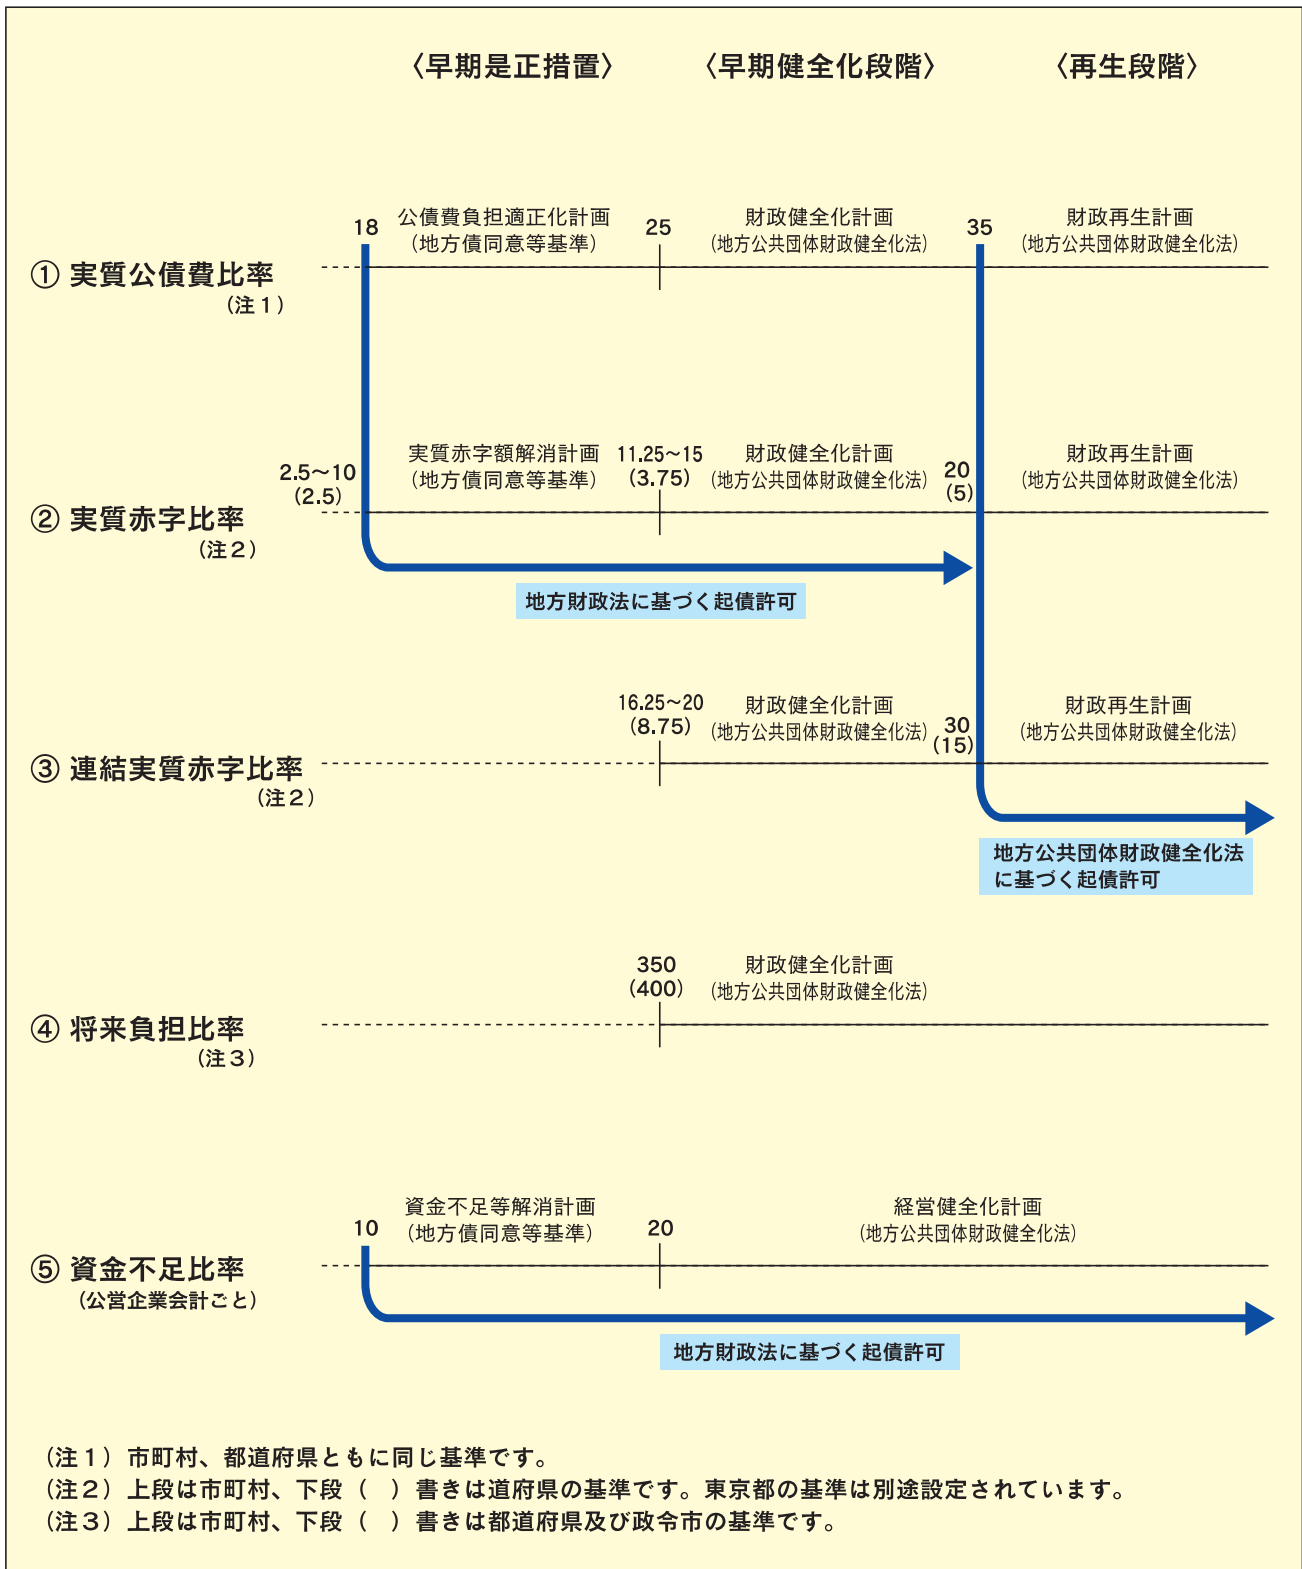 〈早期是正措置〉 〈早期健全化段階〉 〈再生段階〉
18 公債費負担適正化計画 25 財政健全化計画 35 財政再生計画
（地方債同意等基準） （地方公共団体財政健全化法） （地方公共団体財政健全化法）
① 実質公債費比率
（注１）
2.5～10 実質赤字額解消計画 11.25～15 財政健全化計画 20 財政再生計画
（2.5） （地方債同意等基準） （3.75） （地方公共団体財政健全化法） （5） （地方公共団体財政健全化法）
② 実質赤字比率
（注２）
地方財政法に基づく起債許可
16.25～20 財政健全化計画 30 財政再生計画
（8.75） （地方公共団体財政健全化法） （15） （地方公共団体財政健全化法）
③ 連結実質赤字比率
（注２）
地方公共団体財政健全化法
に基づく起債許可
350 財政健全化計画
（400） （地方公共団体財政健全化法）
④ 将来負担比率
（注３）
10 資金不足等解消計画 20 経営健全化計画
（地方債同意等基準） （地方公共団体財政健全化法）
⑤ 資金不足比率
（公営企業会計ごと）
地方財政法に基づく起債許可
（注１）市町村、都道府県ともに同じ基準です。
（注２）上段は市町村、下段（　）書きは道府県の基準です。東京都の基準は別途設定されています。
（注３）上段は市町村、下段（　）書きは都道府県及び政令市の基準です。